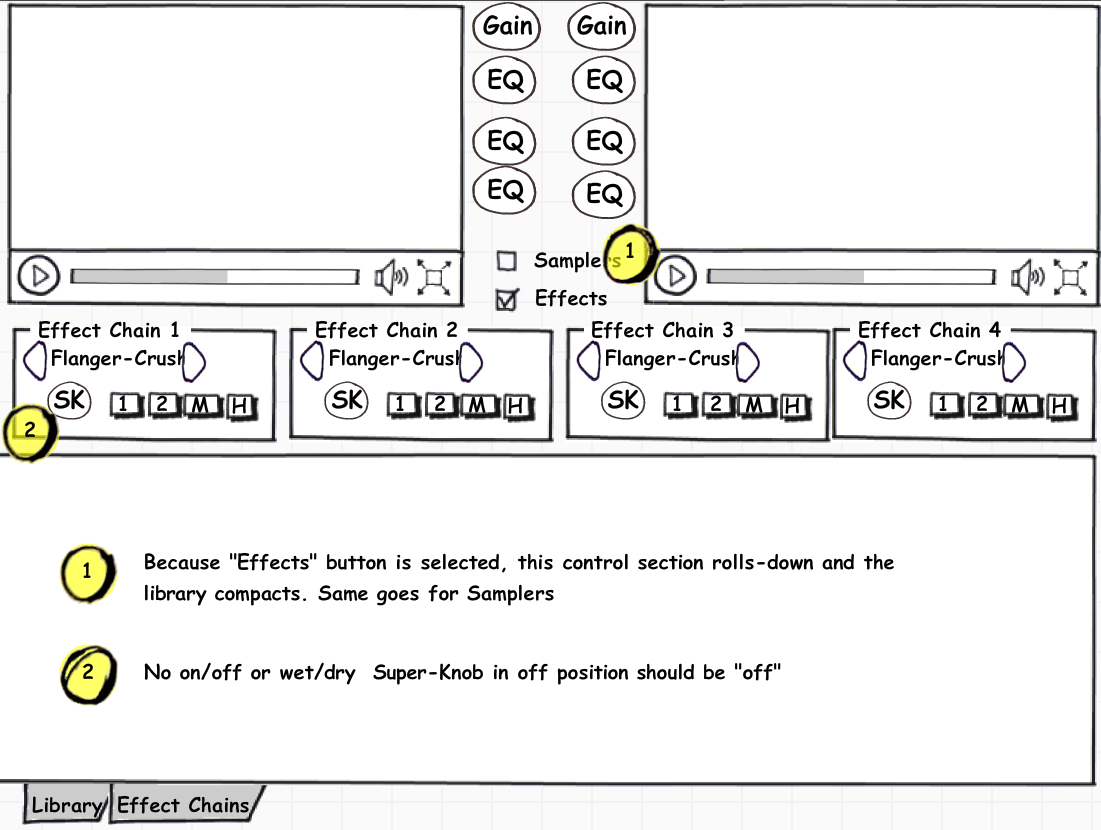 Gain Gain
EQ EQ
EQ EQ
EQ EQ
Samplers 1
Effects
Effect Chain 1 Effect Chain 2 Effect Chain 3 Effect Chain 4
Flanger-Crush Flanger-Crush Flanger-Crush Flanger-Crush
SK 1 2 M H SK 1 2 M H SK 1 2 M H SK 1 2 M H
2
1 Because "Effects" button is selected, this control section rolls-down and the
library compacts. Same goes for Samplers
2 No on/off or wet/dry Super-Knob in off position should be "off"
Library Effect Chains